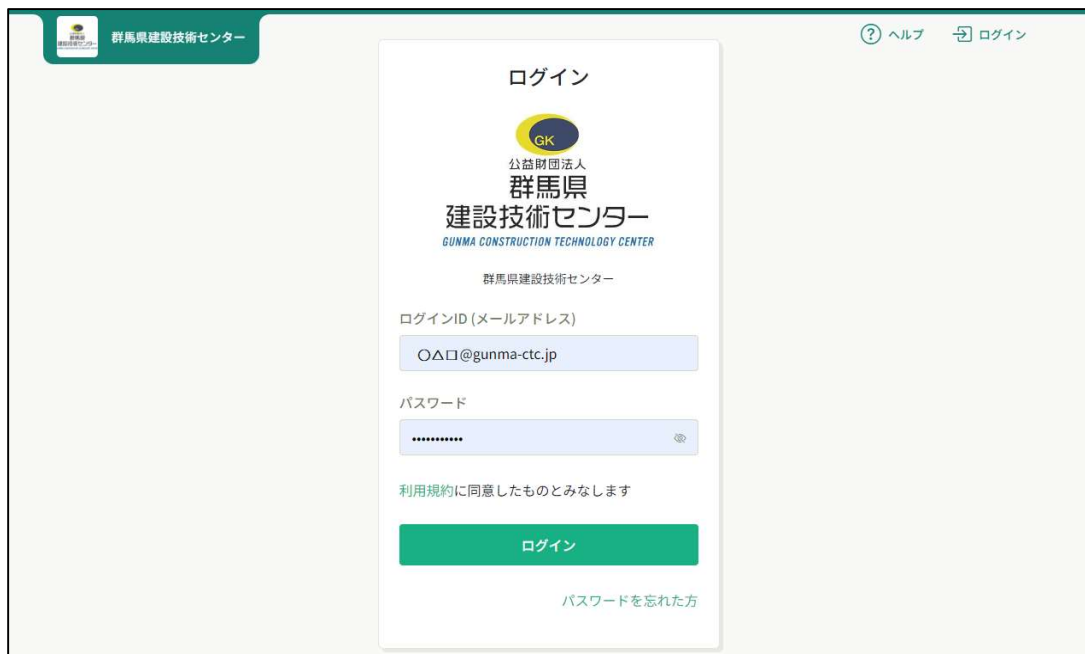 群馬県建設技術センター
ヘルプ
ログイン
ログイン
GK
公益財団法人
群馬県
建設技術センター
GUNMA CONSTRUCTION TECHNOLOGY CENTER
群馬県建設技術センター
ログインID (メールアドレス)
〇△□@gunma-ctc.jp
パスワード
•••••••••••
利用規約に同意したものとみなします
ログイン
パスワードを忘れた方